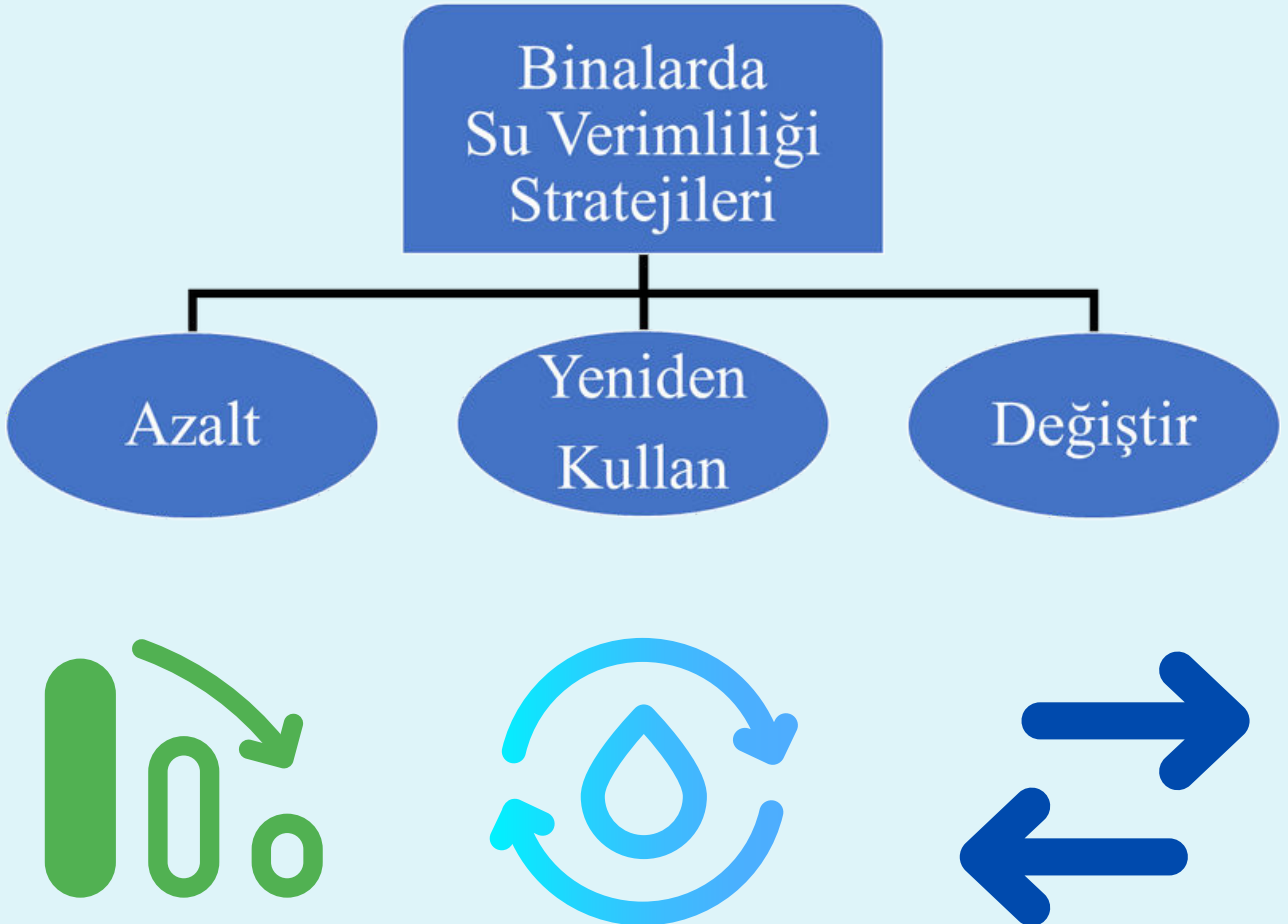 Binalarda
Su Verimliliği
Stratejileri
Azalt
Yeniden
Kullan
Değiştir